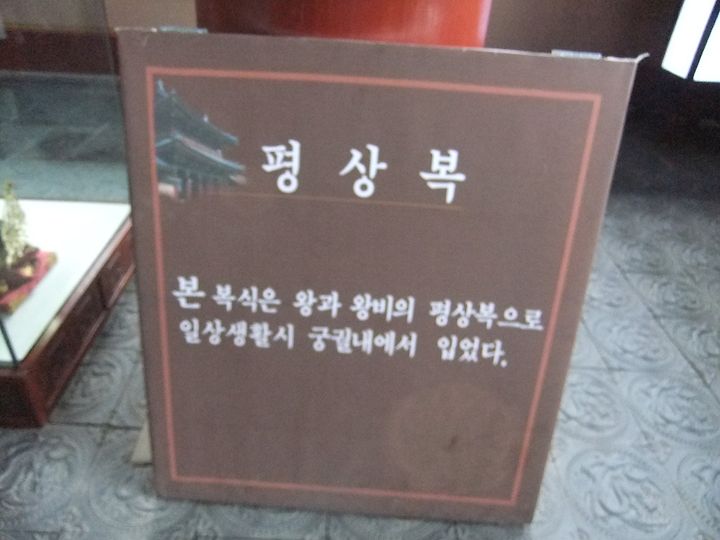 평 상 복
본 복식은 왕과 왕비의 평상복으로
일상생활시 궁궐내에서 입었다.